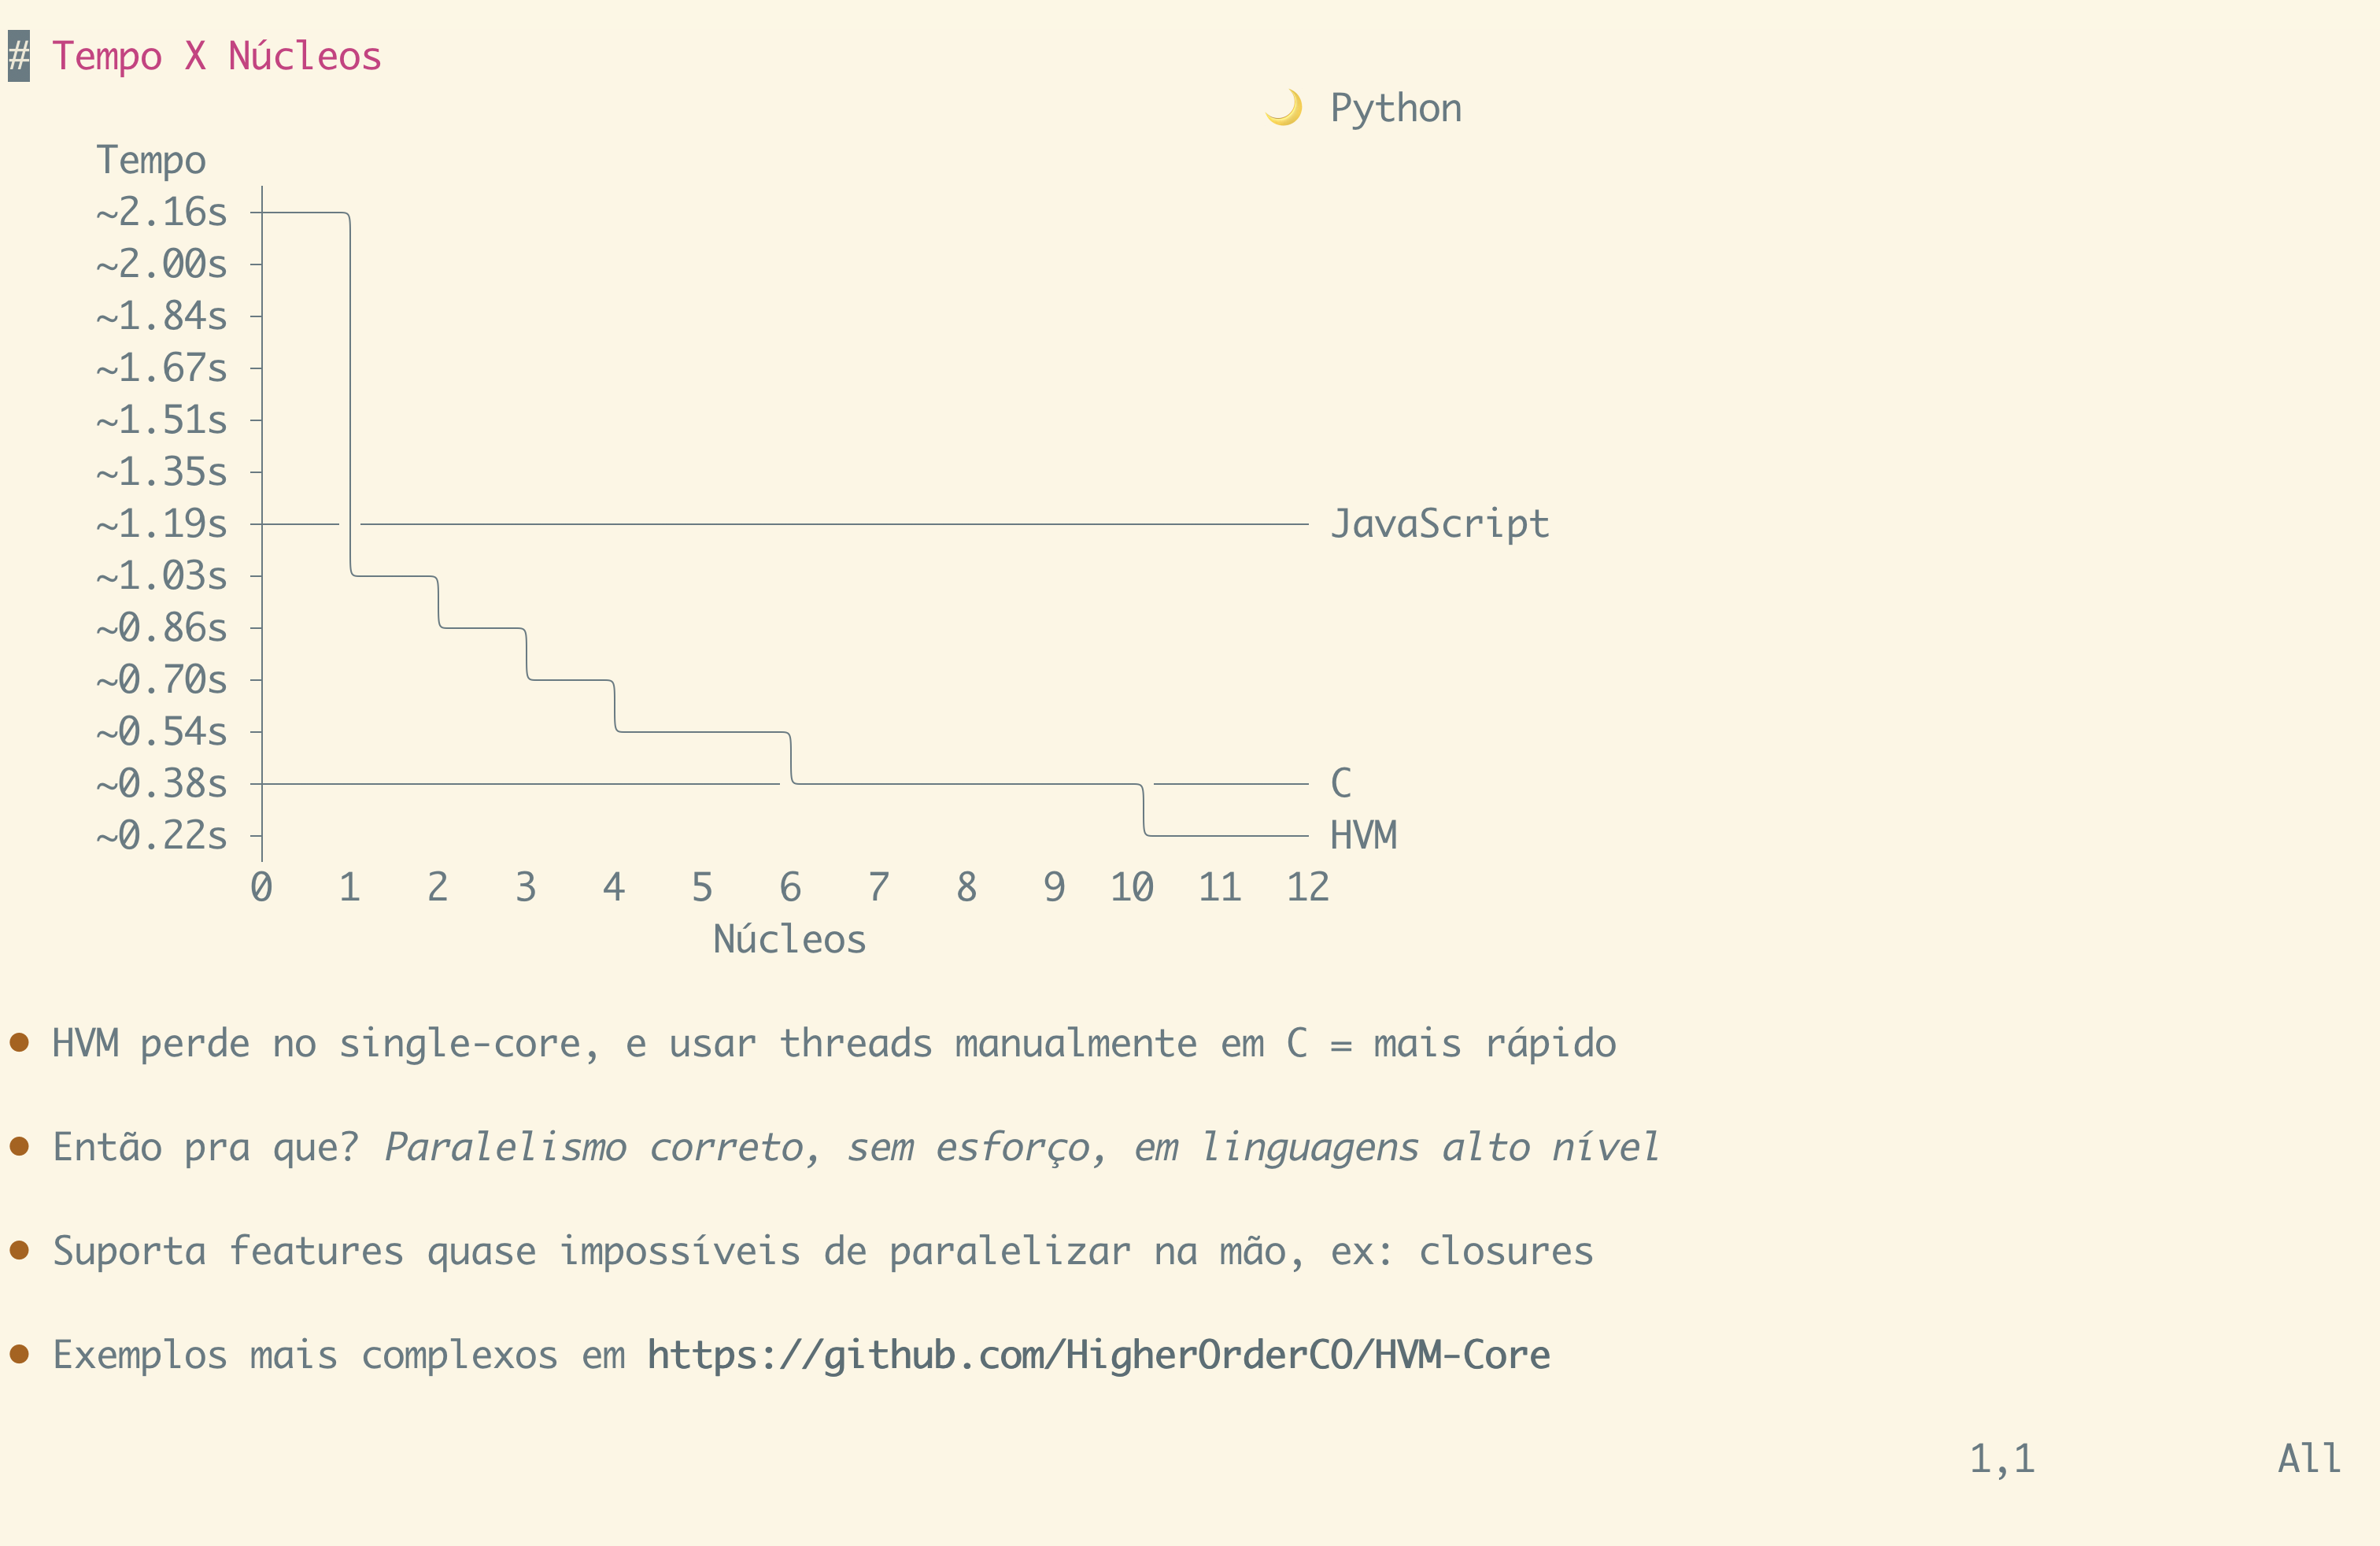 # Tempo X Núcleos
🌙 Python
Tempo
~2.16s
~2.00s
~1.84s
~1.67s
~1.51s
~1.35s
~1.19s JavaScript
~1.03s
~0.86s
~0.70s
~0.54s
~0.38s C
~0.22s HVM
0 1 2 3 4 5 6 7 8 9 10 11 12
Núcleos
● HVM perde no single-core, e usar threads manualmente em C = mais rápido
● Então pra que? Paralelismo correto, sem esforço, em linguagens alto nível
● Suporta features quase impossíveis de paralelizar na mão, ex: closures
● Exemplos mais complexos em https://github.com/HigherOrderCO/HVM-Core
1,1 All